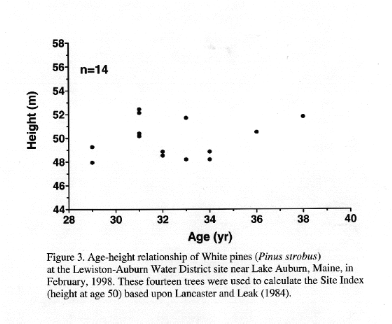 58
56
54
52
50
48
46
44
n=14
Height (m)
28 30 32 34 36 38 40
Age (yr)
Figure 3. Age-height relationship of White pines (Pinus strobus)
at the Lewiston-Auburn Water District site near Lake Auburn, Maine, in
February, 1998. These fourteen trees were used to calculate the Site Index
(height at age 50) based upon Lancaster and Leak (1984).